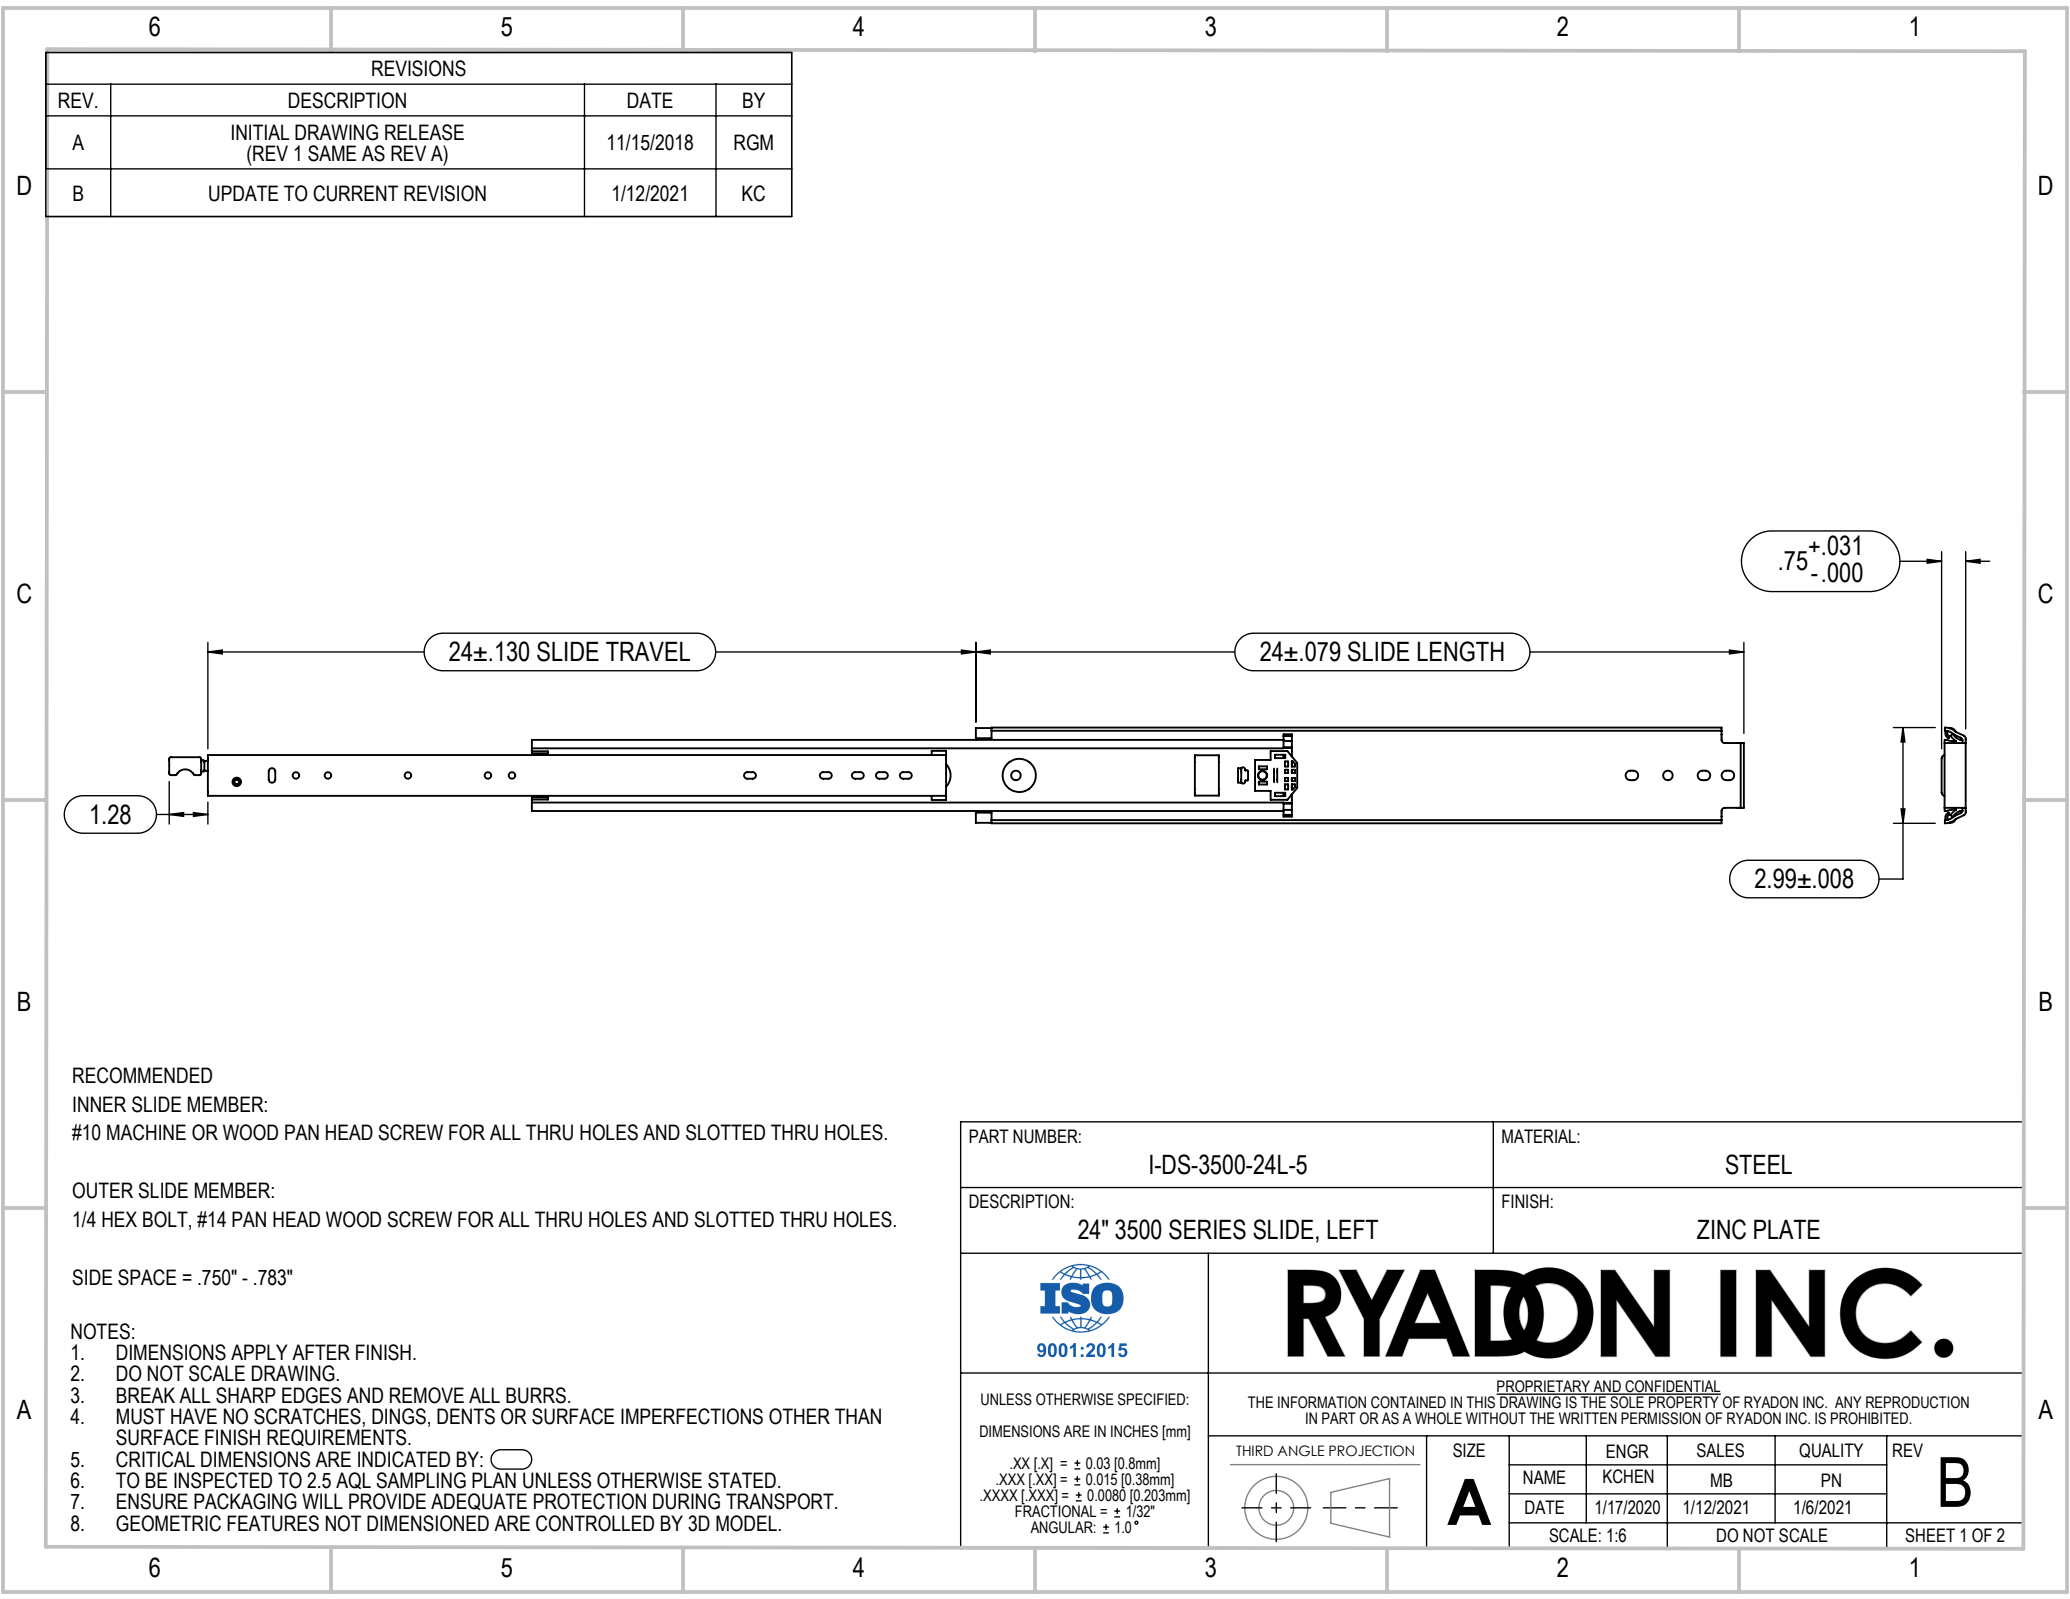 6 5 4 3 2 1
REVISIONS
REV. DESCRIPTION DATE BY
A INITIAL DRAWING RELEASE 11/15/2018 RGM
(REV 1 SAME AS REV A)
B UPDATE TO CURRENT REVISION 1/12/2021 KC
D D
.75 +.031
-.000
C C
24±.130 SLIDE TRAVEL 24±.079 SLIDE LENGTH
1.28
2.99±.008
B B
RECOMMENDED
INNER SLIDE MEMBER:
#10 MACHINE OR WOOD PAN HEAD SCREW FOR ALL THRU HOLES AND SLOTTED THRU HOLES.
OUTER SLIDE MEMBER:
1/4 HEX BOLT, #14 PAN HEAD WOOD SCREW FOR ALL THRU HOLES AND SLOTTED THRU HOLES.
SIDE SPACE = .750" - .783"
NOTES:
1. DIMENSIONS APPLY AFTER FINISH.
2. DO NOT SCALE DRAWING.
3. BREAK ALL SHARP EDGES AND REMOVE ALL BURRS.
4. MUST HAVE NO SCRATCHES, DINGS, DENTS OR SURFACE IMPERFECTIONS OTHER THAN
SURFACE FINISH REQUIREMENTS.
5. CRITICAL DIMENSIONS ARE INDICATED BY:
6. TO BE INSPECTED TO 2.5 AQL SAMPLING PLAN UNLESS OTHERWISE STATED.
7. ENSURE PACKAGING WILL PROVIDE ADEQUATE PROTECTION DURING TRANSPORT.
8. GEOMETRIC FEATURES NOT DIMENSIONED ARE CONTROLLED BY 3D MODEL.
PART NUMBER: MATERIAL:
I-DS-3500-24L-5 STEEL
DESCRIPTION: FINISH:
24" 3500 SERIES SLIDE, LEFT ZINC PLATE
ISO
9001:2015
RYADON INC.
UNLESS OTHERWISE SPECIFIED:
DIMENSIONS ARE IN INCHES [mm]
.XX [.X] = ± 0.03 [0.8mm]
.XXX [.XX] = ± 0.015 [0.38mm]
.XXXX [.XXX] = ± 0.0080 [0.203mm]
FRACTIONAL = ± 1/32"
ANGULAR: ± 1.0°
PROPRIETARY AND CONFIDENTIAL
THE INFORMATION CONTAINED IN THIS DRAWING IS THE SOLE PROPERTY OF RYADON INC. ANY REPRODUCTION
IN PART OR AS A WHOLE WITHOUT THE WRITTEN PERMISSION OF RYADON INC. IS PROHIBITED.
THIRD ANGLE PROJECTION
SIZE
A
ENGR SALES QUALITY
NAME KCHEN MB PN
DATE 1/17/2020 1/12/2021 1/6/2021
REV
B
SCALE: 1:6 DO NOT SCALE SHEET 1 OF 2
A A
6 5 4 3 2 1